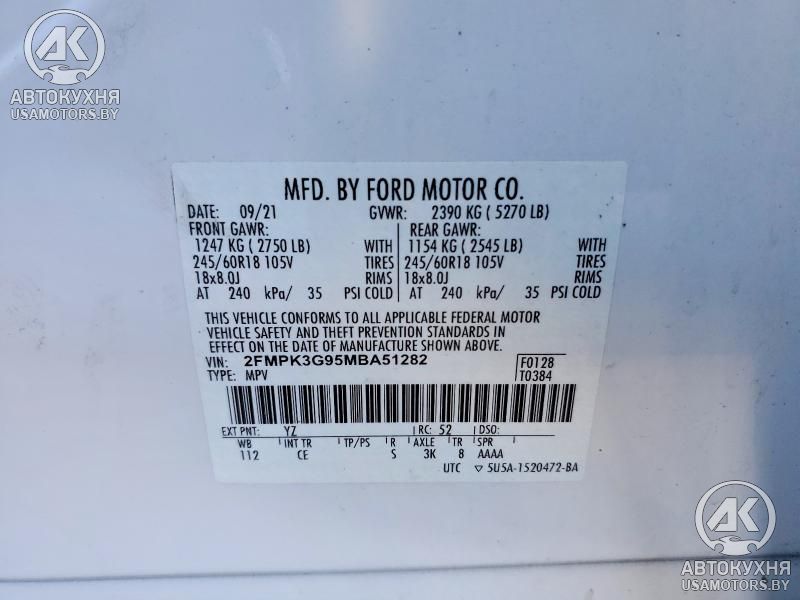 AK
АВТОКУХНЯ
USAMOTORS.BY
MFD. BY FORD MOTOR CO.
DATE: 09/21 GVWR: 2390 KG ( 5270 LB)
FRONT GAWR: REAR GAWR:
1247 KG ( 2750 LB) WITH 1154 KG ( 2545 LB) WITH
245/60R18 105V TIRES 245/60R18 105V TIRES
18x8.0J RIMS 18x8.0J RIMS
AT 240 kPa/ 35 PSI COLD AT 240 kPa/ 35 PSI COLD
THIS VEHICLE CONFORMS TO ALL APPLICABLE FEDERAL MOTOR
VEHICLE SAFETY AND THEFT PREVENTION STANDARDS IN
EFFECT ON THE DATE OF MANUFACTURE SHOWN ABOVE.
VIN: 2FMPK3G95MBA51282 F0128
TYPE: MPV T0384
EXT PNT: YZ RC: 52 DSO:
WB INT TR TP/PS R AXLE TR SPR
112 CE S 3K 8 AAAA
UTC ▽ 5U5A-1520472-BA
AK
АВТОКУХНЯ
USAMOTORS.BY